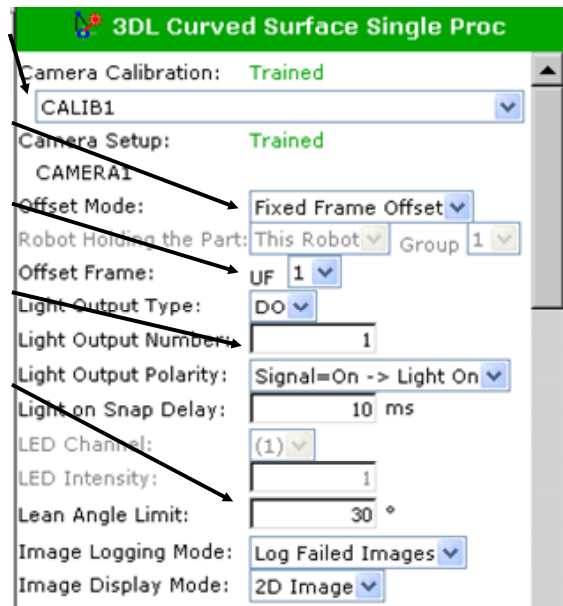 3DL Curved Surface Single Proc
Camera Calibration: Trained
CALIB1
Camera Setup: Trained
CAMERA1
Offset Mode: Fixed Frame Offset
Robot Holding the Part: This Robot Group 1
Offset Frame: UF 1
Light Output Type: DO
Light Output Number: 1
Light Output Polarity: Signal=On -> Light On
Light on Snap Delay: 10 ms
LED Channel: (1)
LED Intensity: 1
Lean Angle Limit: 30 °
Image Logging Mode: Log Failed Images
Image Display Mode: 2D Image